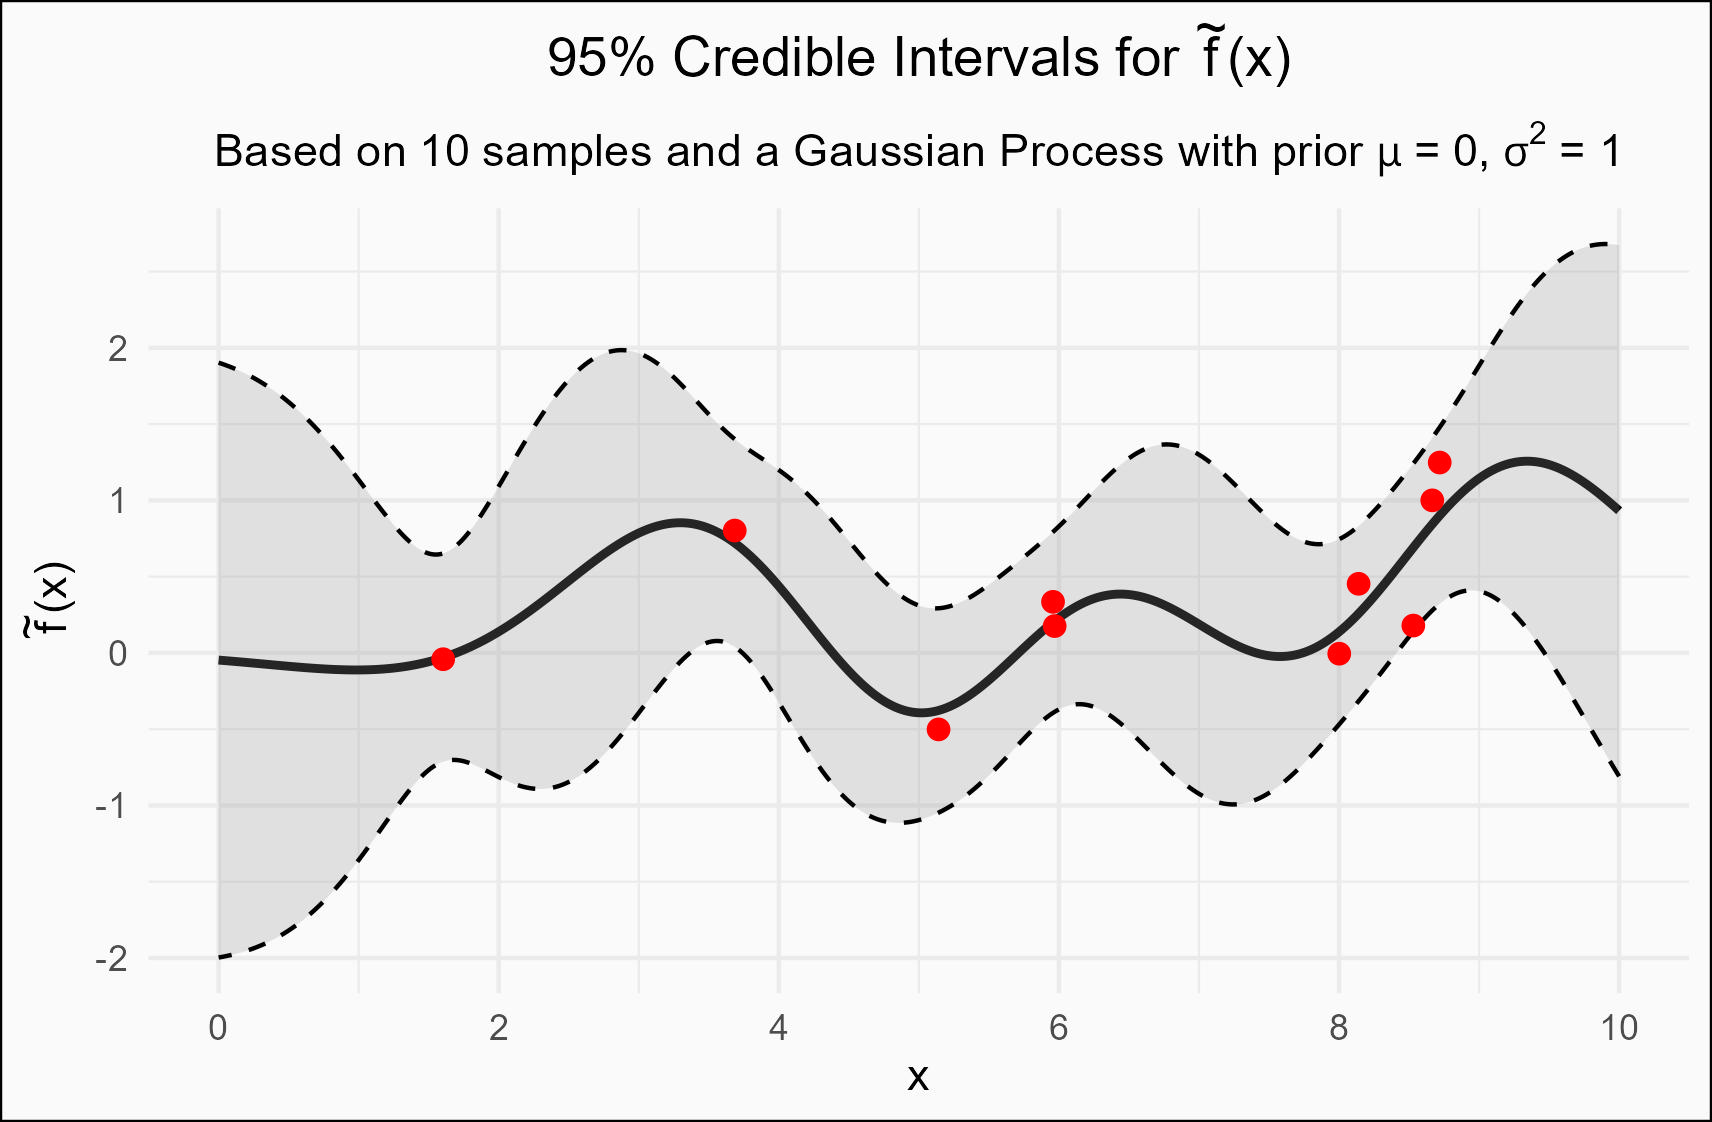 95% Credible Intervals for f̃(x)
Based on 10 samples and a Gaussian Process with prior μ = 0, σ² = 1
f̃(x)
2
1
0
-1
-2
0 2 4 6 8 10
x